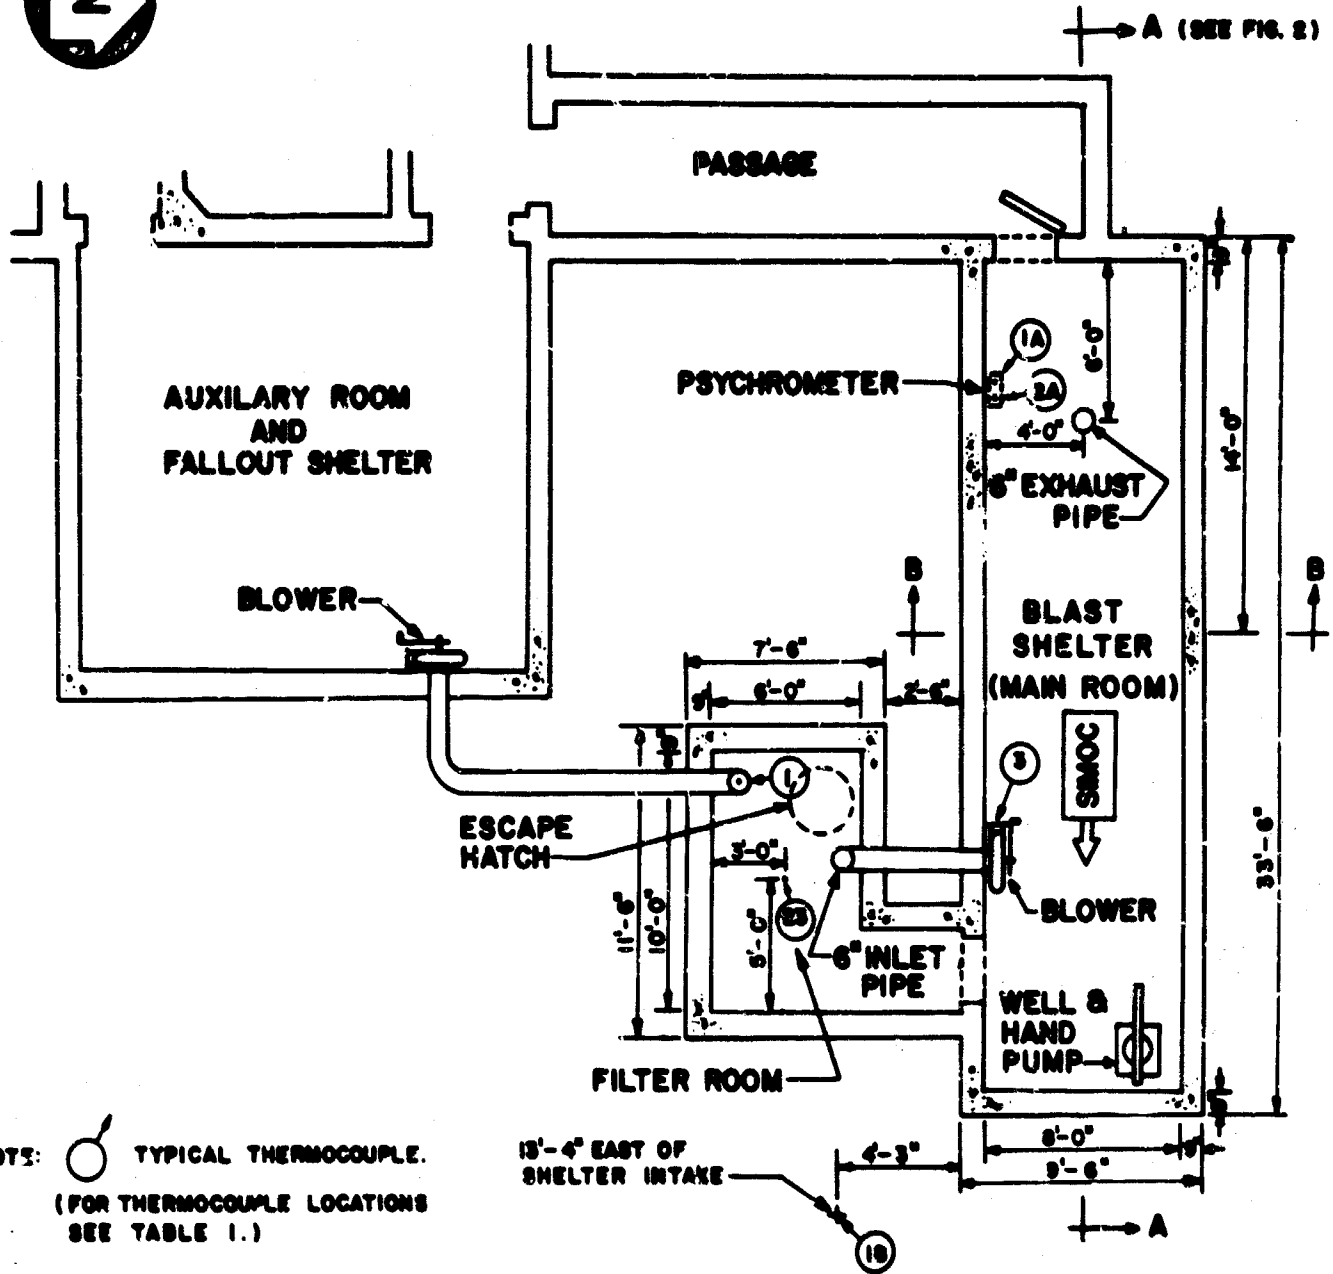 A (SEE FIG. 2)
PASSAGE
1A
PSYCHROMETER
2A
6'-0"
4'-0"
14'-0"
AUXILARY ROOM
AND
FALLOUT SHELTER
6" EXHAUST
PIPE
B
B
BLOWER
BLAST
SHELTER
(MAIN ROOM)
7'-6"
6'-0"
2'-6"
9"
SIMOC
3
1
33'-6"
ESCAPE
HATCH
3'-0"
11'-6"
10'-0"
5'-0"
23
BLOWER
6" INLET
PIPE
WELL &
HAND
PUMP
FILTER ROOM
TYPICAL THERMOCOUPLE.
(FOR THERMOCOUPLE LOCATIONS
SEE TABLE 1.)
13'-4" EAST OF
SHELTER INTAKE
4'-3"
8'-0"
9'-6"
A